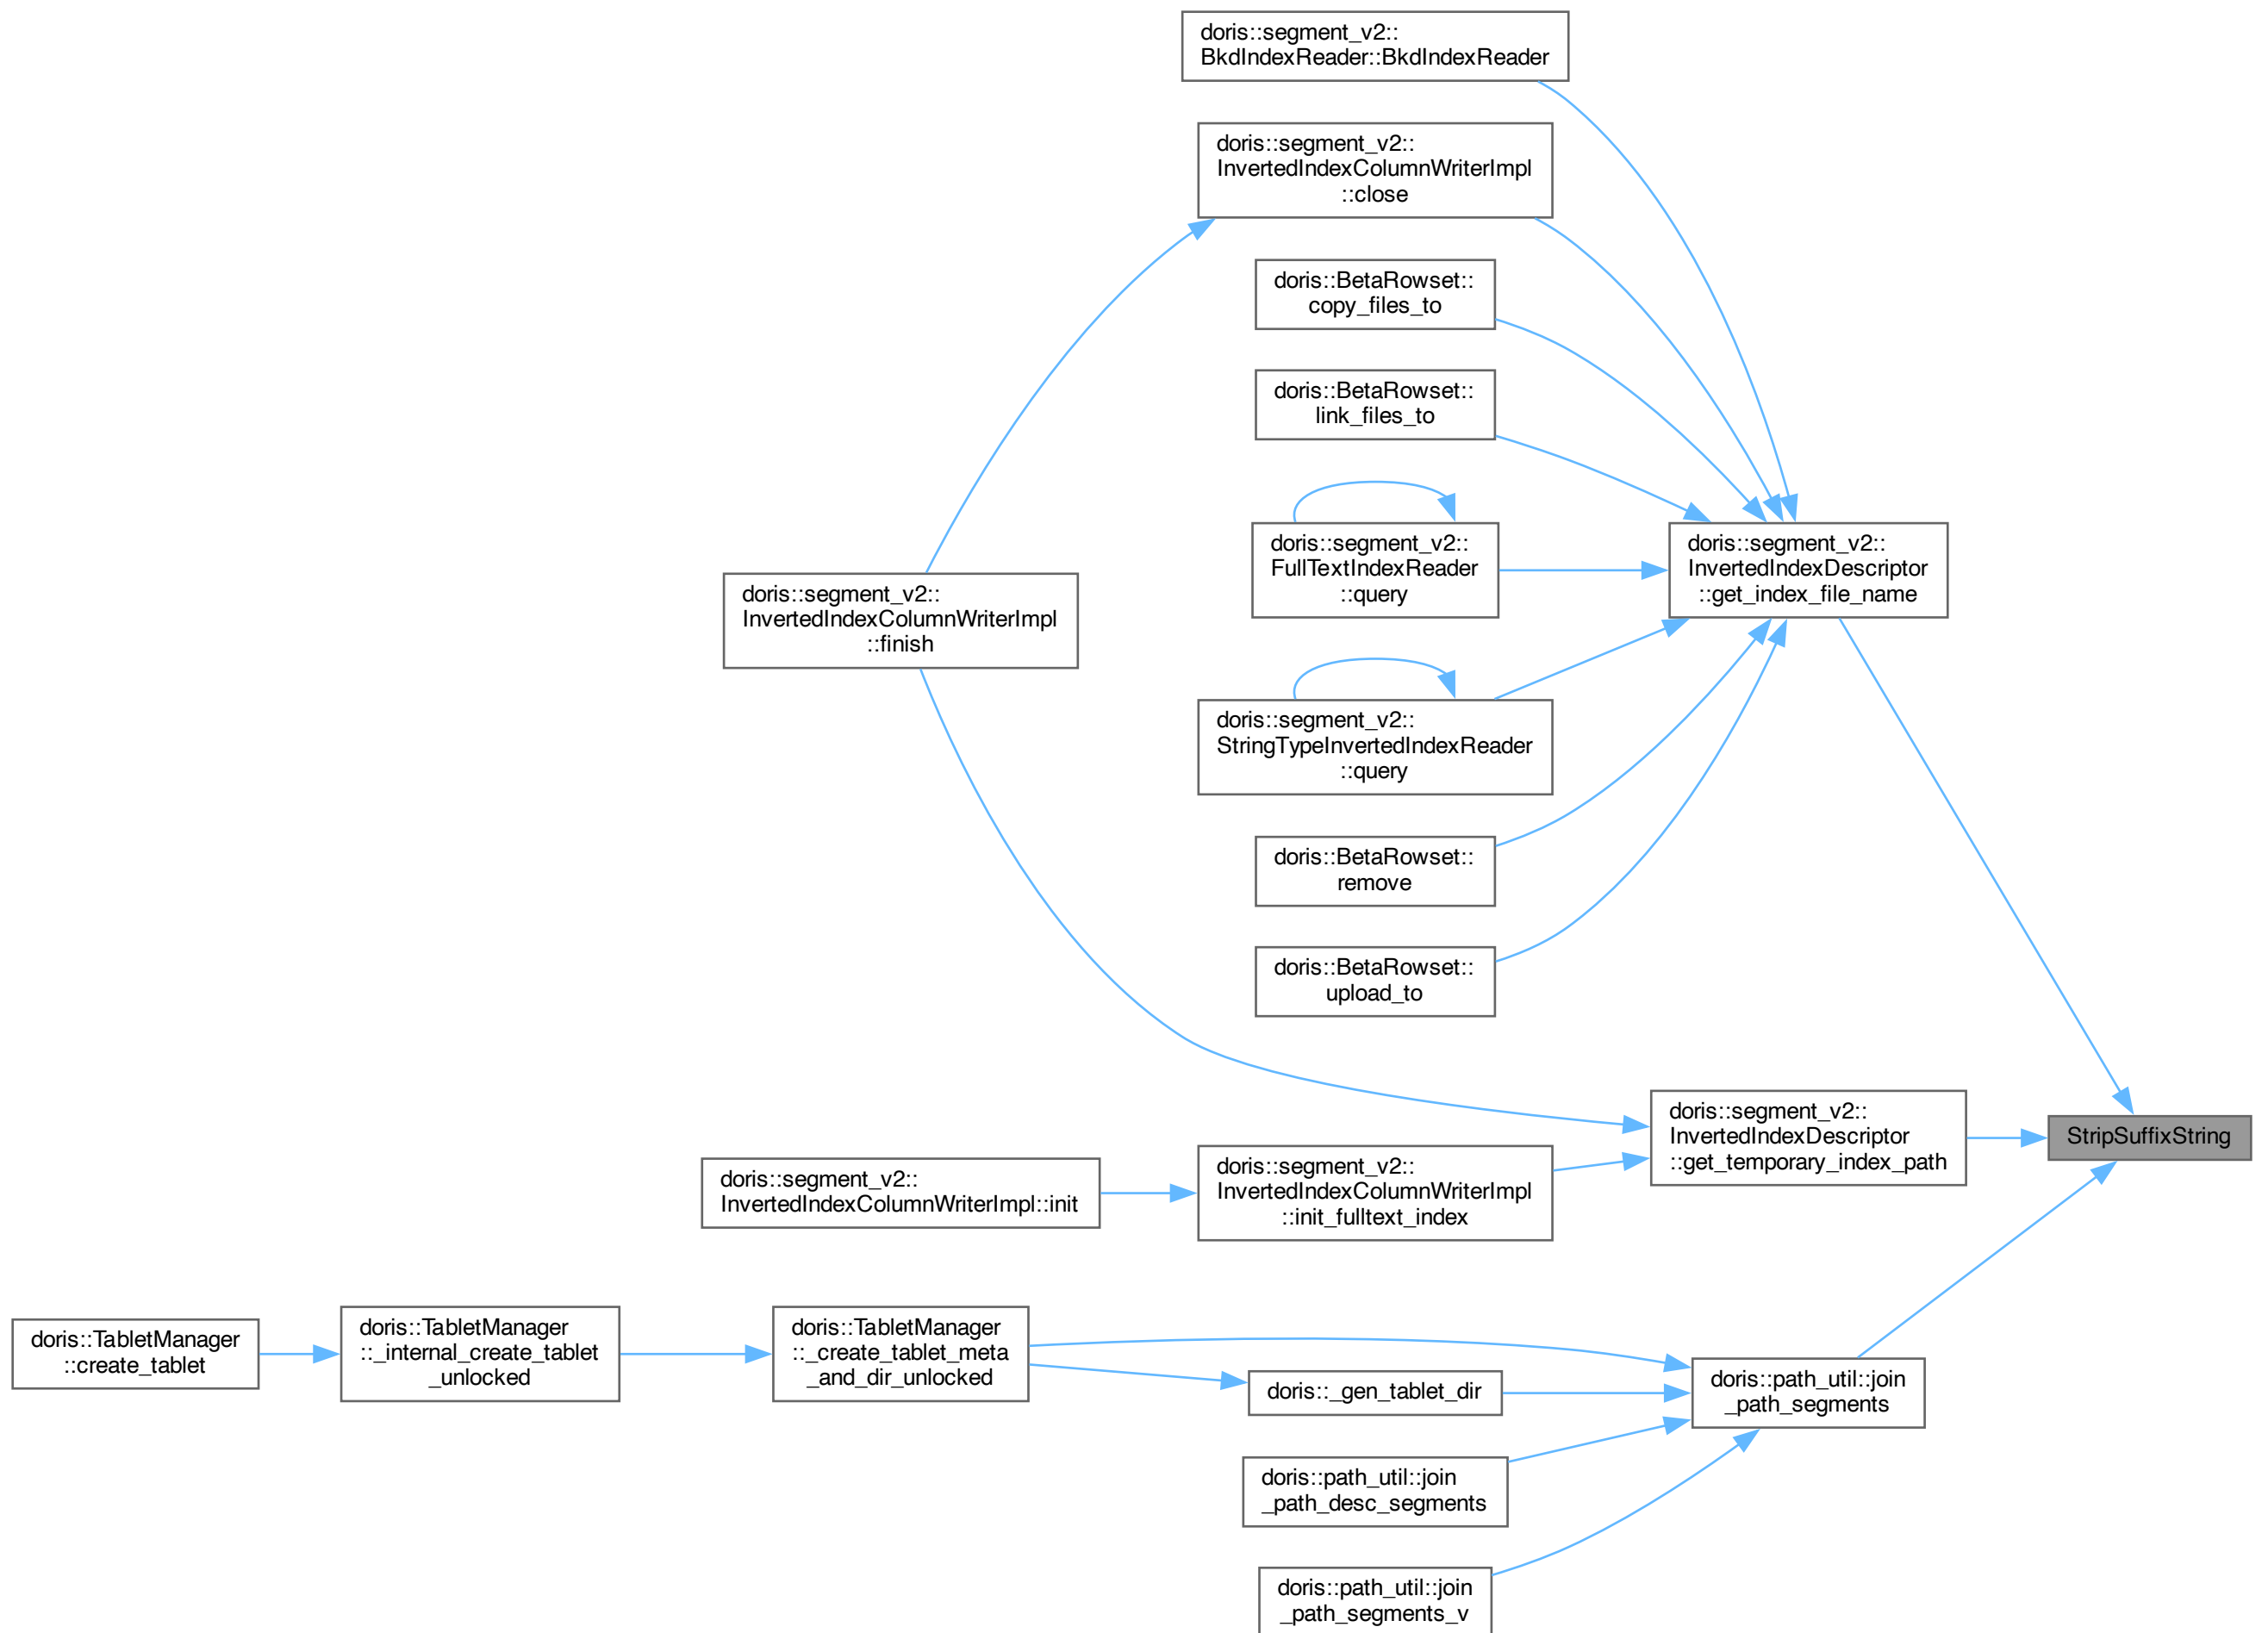 doris::segment_v2::
BkdIndexReader::BkdIndexReader
doris::segment_v2::
InvertedIndexColumnWriterImpl
::close
doris::BetaRowset::
copy_files_to
doris::BetaRowset::
link_files_to
doris::segment_v2::
FullTextIndexReader
::query
doris::segment_v2::
InvertedIndexDescriptor
::get_index_file_name
doris::segment_v2::
InvertedIndexColumnWriterImpl
::finish
doris::segment_v2::
StringTypeInvertedIndexReader
::query
doris::BetaRowset::
remove
doris::BetaRowset::
upload_to
doris::segment_v2::
InvertedIndexDescriptor
::get_temporary_index_path
StripSuffixString
doris::segment_v2::
InvertedIndexColumnWriterImpl::init
doris::segment_v2::
InvertedIndexColumnWriterImpl
::init_fulltext_index
doris::TabletManager
::create_tablet
doris::TabletManager
::_internal_create_tablet
_unlocked
doris::TabletManager
::_create_tablet_meta
_and_dir_unlocked
doris::_gen_tablet_dir
doris::path_util::join
_path_segments
doris::path_util::join
_path_desc_segments
doris::path_util::join
_path_segments_v